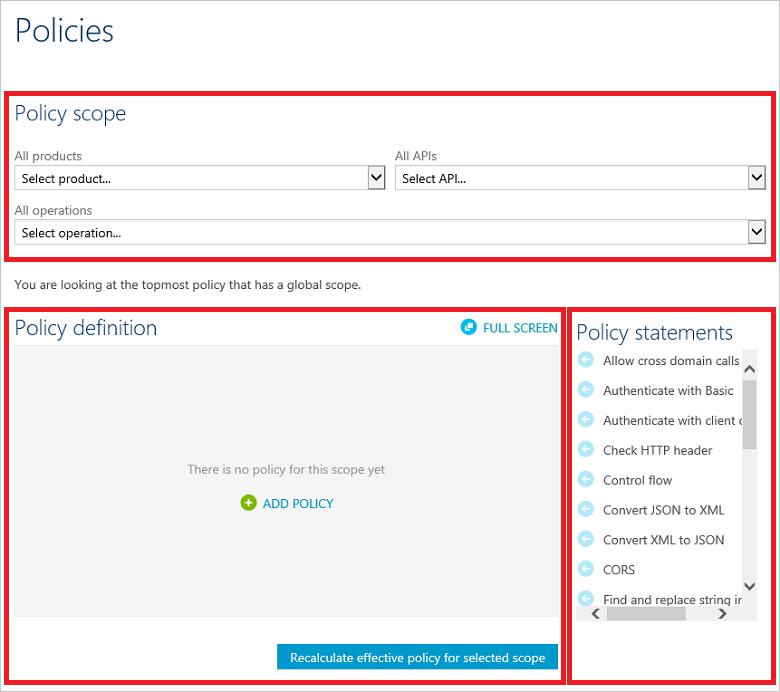 Policies
Policy scope
All products
All APIs
Select product...
Select API...
All operations
Select operation...
You are looking at the topmost policy that has a global scope.
Policy definition
FULL SCREEN
There is no policy for this scope yet
ADD POLICY
Recalculate effective policy for selected scope
Policy statements
Allow cross domain calls
Authenticate with Basic
Authenticate with client
Check HTTP header
Control flow
Convert JSON to XML
Convert XML to JSON
CORS
Find and replace string in